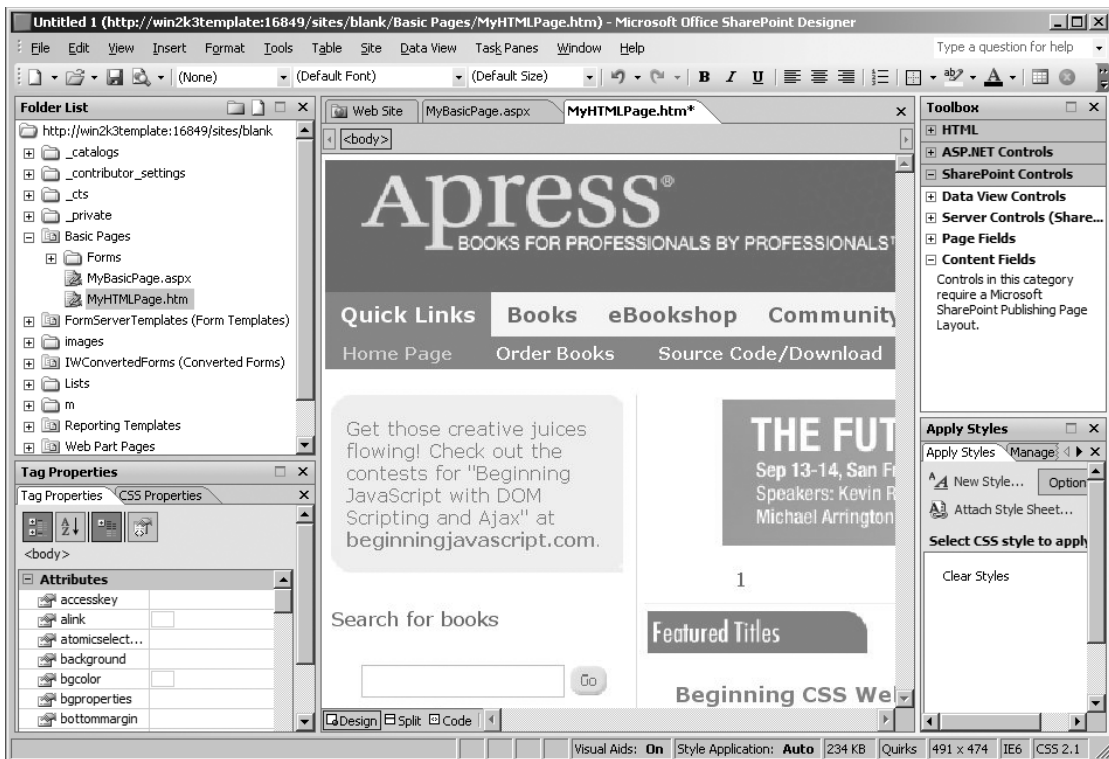 Untitled 1 (http://win2k3template:16849/sites/blank/Basic Pages/MyHTMLPage.htm) - Microsoft Office SharePoint Designer
File Edit View Insert Format Tools Table Site Data View Task Panes Window Help Type a question for help
(None) (Default Font) (Default Size) B I U ab A
Folder List
http://win2k3template:16849/sites/blank
_catalogs
_contributor_settings
_cts
_private
Basic Pages
Forms
MyBasicPage.aspx
MyHTMLPage.htm
FormServerTemplates (Form Templates)
images
IWConvertedForms (Converted Forms)
Lists
m
Reporting Templates
Web Part Pages
Tag Properties
Tag Properties CSS Properties
<body>
Attributes
accesskey
alink
atomicselect...
background
bgcolor
bgproperties
bottommargin
Web Site MyBasicPage.aspx MyHTMLPage.htm*
<body>
Apress®
BOOKS FOR PROFESSIONALS BY PROFESSIONALS™
Quick Links Books eBookshop Community
Home Page Order Books Source Code/Download
Get those creative juices
flowing! Check out the
contests for "Beginning
JavaScript with DOM
Scripting and Ajax" at
beginningjavascript.com.
Search for books
Go
THE FUT
Sep 13-14, San Fr
Speakers: Kevin R
Michael Arrington
1
Featured Titles
Beginning CSS We
Design Split Code
Toolbox
HTML
ASP.NET Controls
SharePoint Controls
Data View Controls
Server Controls (Share...
Page Fields
Content Fields
Controls in this category
require a Microsoft
SharePoint Publishing Page
Layout.
Apply Styles
Apply Styles Manage
New Style... Option
Attach Style Sheet...
Select CSS style to apply
Clear Styles
Visual Aids: On Style Application: Auto 234 KB Quirks 491 x 474 IE6 CSS 2.1